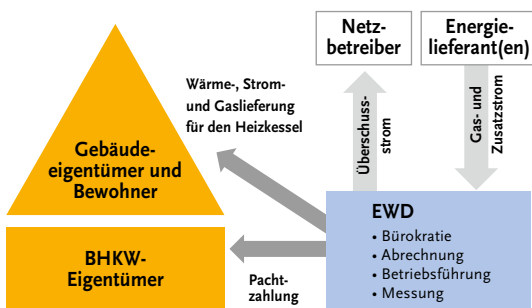 Netz-
betreiber
Energie-
lieferant(en)
Wärme-, Strom-
und Gaslieferung
für den Heizkessel
Überschuss-
strom
Gas- und
Zusatzstrom
Gebäude-
eigentümer und
Bewohner
EWD
• Bürokratie
• Abrechnung
• Betriebsführung
• Messung
BHKW-
Eigentümer
Pacht-
zahlung